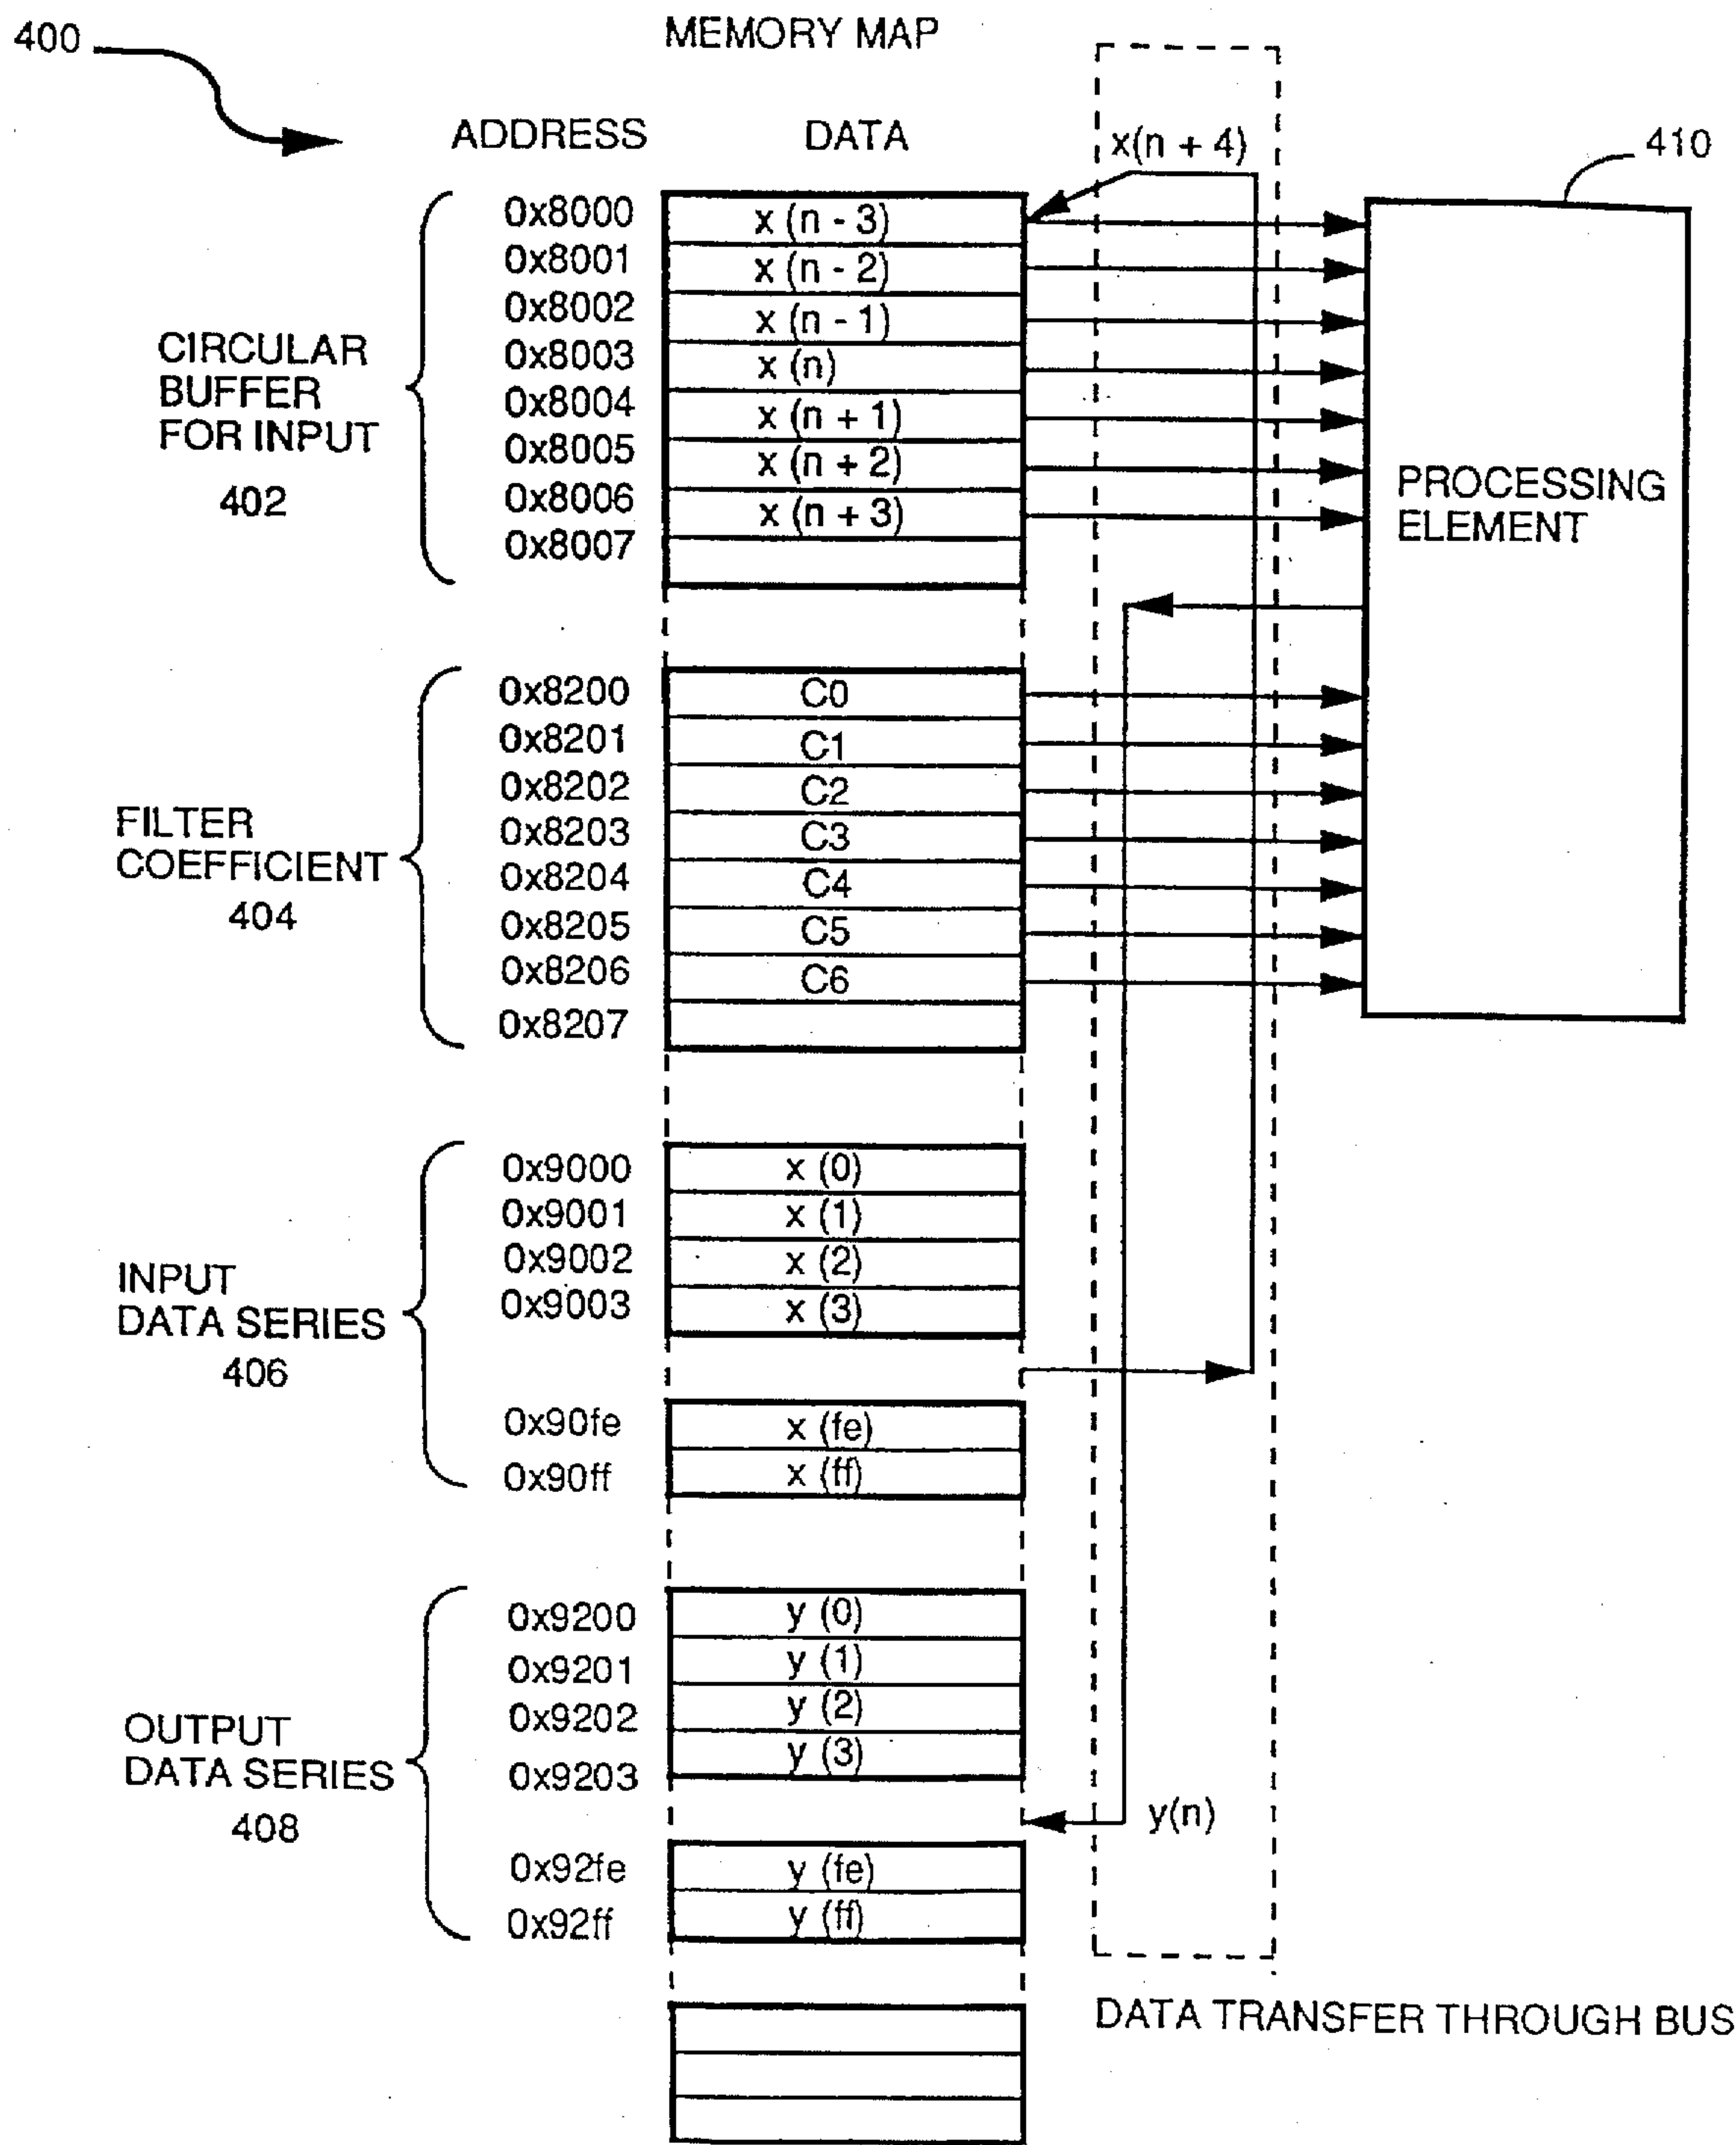 400
MEMORY MAP
ADDRESS DATA
x(n + 4)
410
0x8000 x (n - 3)
0x8001 x (n - 2)
0x8002 x (n - 1)
0x8003 x (n)
0x8004 x (n + 1)
0x8005 x (n + 2)
0x8006 x (n + 3)
0x8007
CIRCULAR
BUFFER
FOR INPUT
402
PROCESSING
ELEMENT
0x8200 C0
0x8201 C1
0x8202 C2
0x8203 C3
0x8204 C4
0x8205 C5
0x8206 C6
0x8207
FILTER
COEFFICIENT
404
0x9000 x (0)
0x9001 x (1)
0x9002 x (2)
0x9003 x (3)
0x90fe x (fe)
0x90ff x (ff)
INPUT
DATA SERIES
406
0x9200 y (0)
0x9201 y (1)
0x9202 y (2)
0x9203 y (3)
y(n)
0x92fe y (fe)
0x92ff y (ff)
OUTPUT
DATA SERIES
408
DATA TRANSFER THROUGH BUS